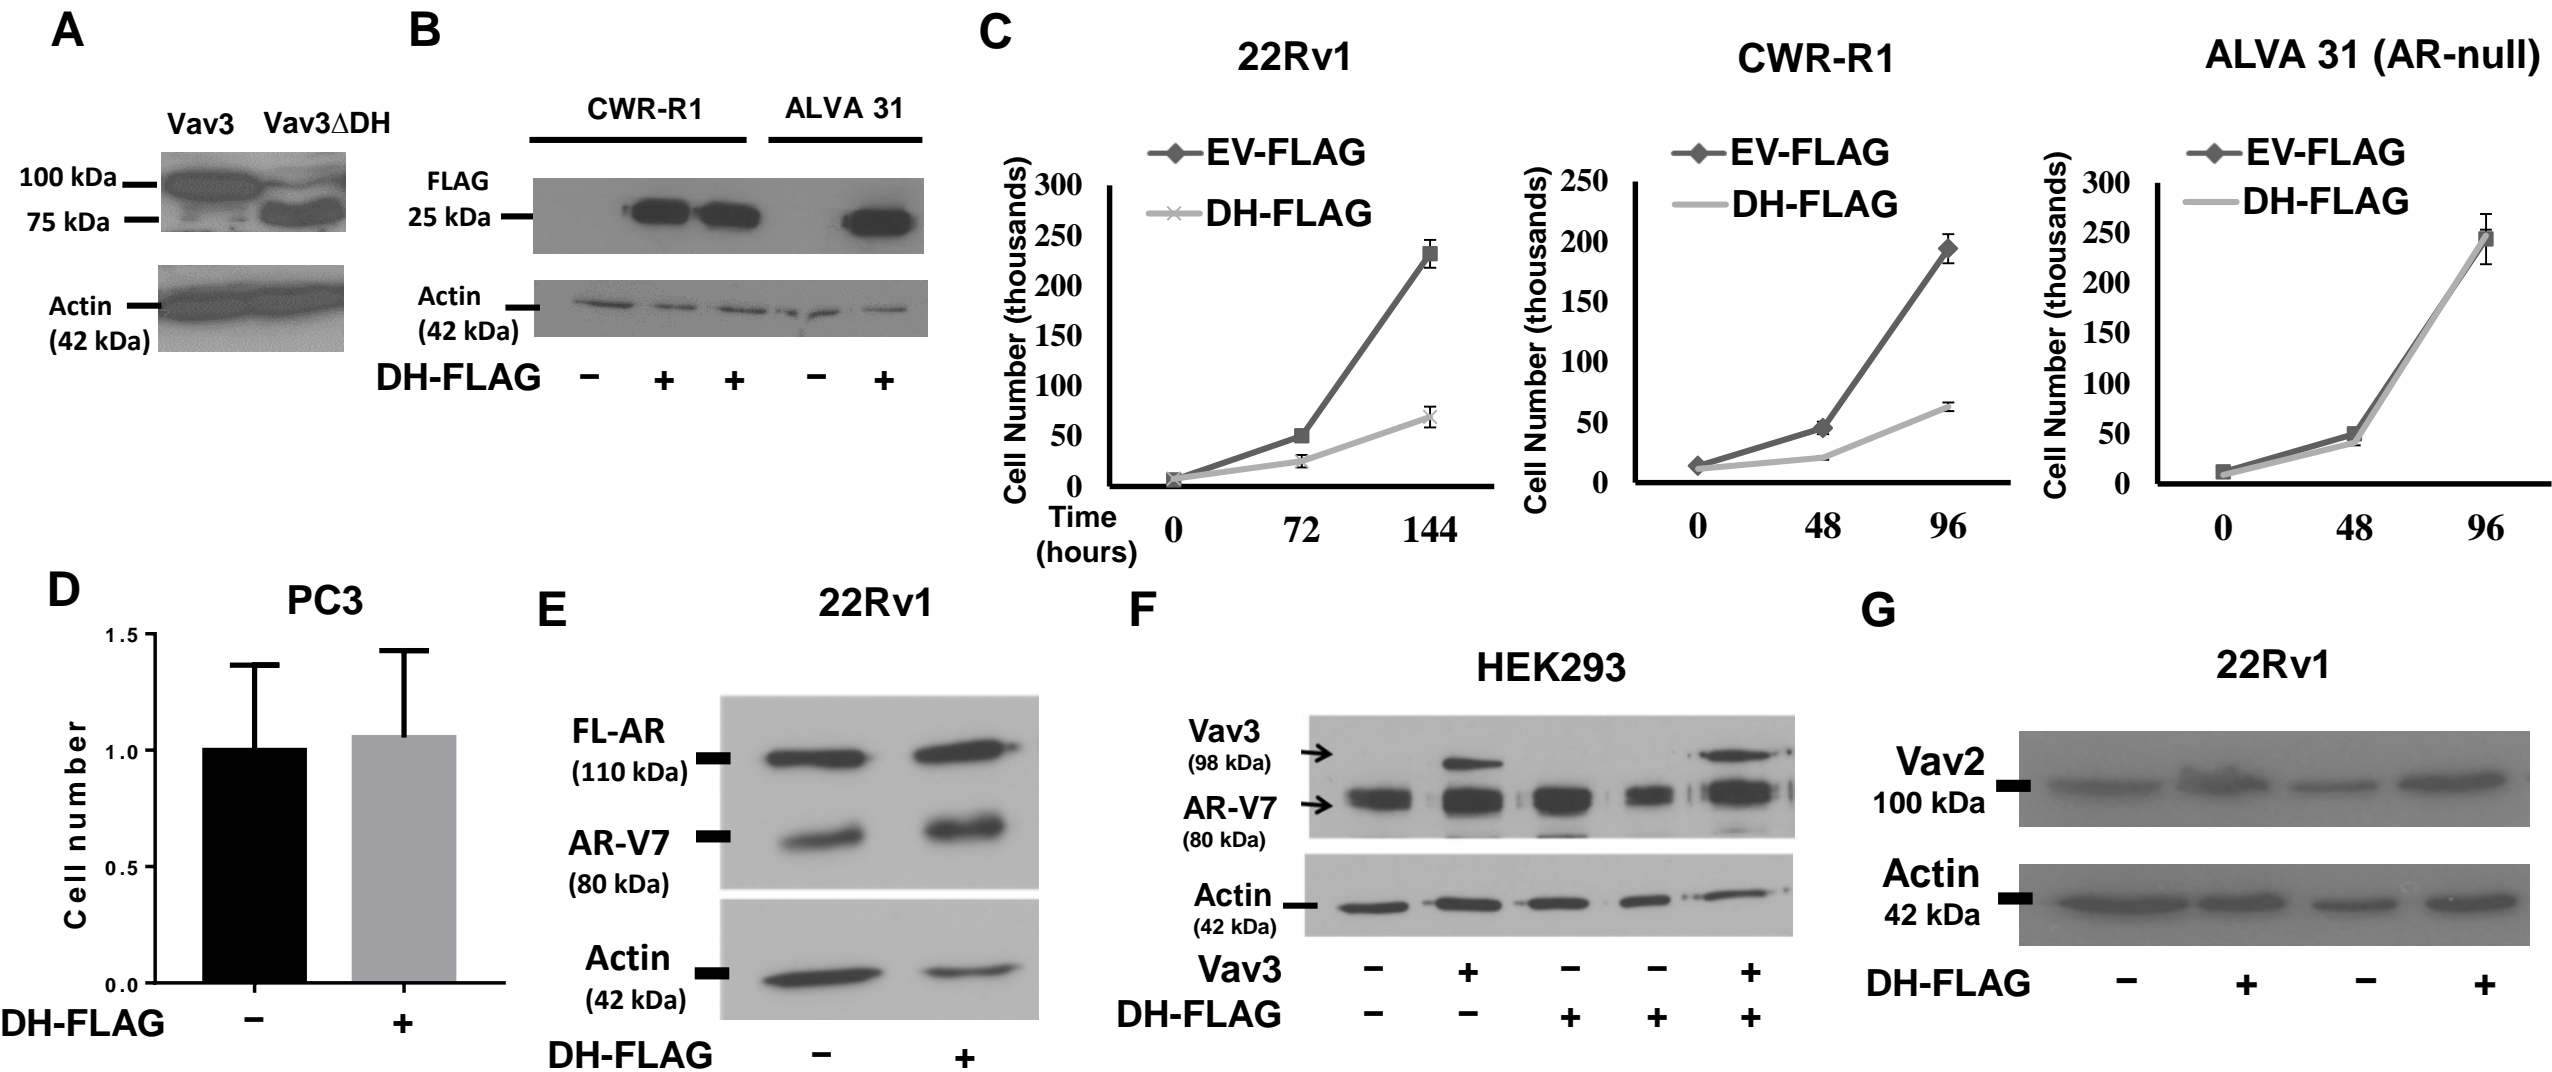 A
Vav3 Vav3ΔDH
100 kDa
75 kDa
Actin
(42 kDa)
B
CWR-R1 ALVA 31
FLAG
25 kDa
Actin
(42 kDa)
DH-FLAG − + + − +
C
22Rv1
EV-FLAG
DH-FLAG
Cell Number (thousands)
300
250
200
150
100
50
0
Time
(hours)
0 72 144
CWR-R1
EV-FLAG
DH-FLAG
Cell Number (thousands)
250
200
150
100
50
0
0 48 96
ALVA 31 (AR-null)
EV-FLAG
DH-FLAG
Cell Number (thousands)
300
250
200
150
100
50
0
0 48 96
D
PC3
Cell number
1.5
1.0
0.5
0.0
DH-FLAG − +
E
22Rv1
FL-AR
(110 kDa)
AR-V7
(80 kDa)
Actin
(42 kDa)
DH-FLAG − +
F
HEK293
Vav3
(98 kDa)
AR-V7
(80 kDa)
Actin
(42 kDa)
Vav3 − + − − +
DH-FLAG − − + + +
G
22Rv1
Vav2
100 kDa
Actin
42 kDa
DH-FLAG − + − +